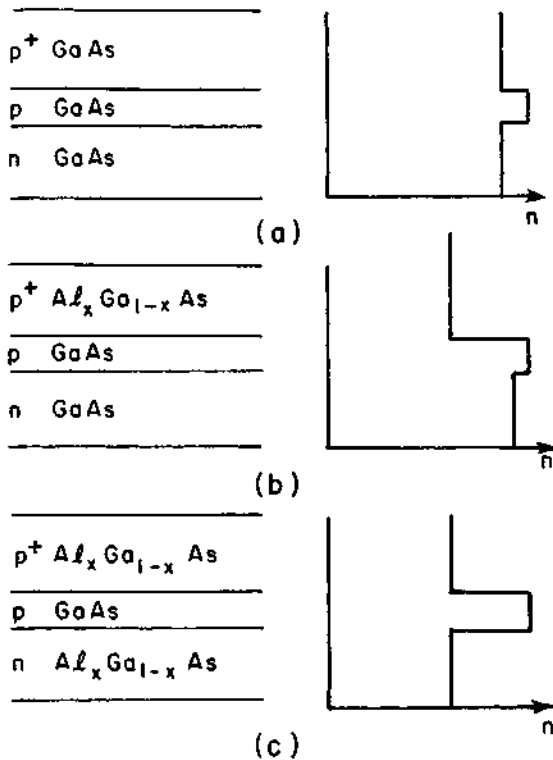 p⁺ GaAs
p GaAs
n GaAs
n
(a)
p⁺ Aℓₓ Ga₁₋ₓ As
p GaAs
n GaAs
n
(b)
p⁺ Aℓₓ Ga₁₋ₓ As
p GaAs
n Aℓₓ Ga₁₋ₓ As
n
(c)